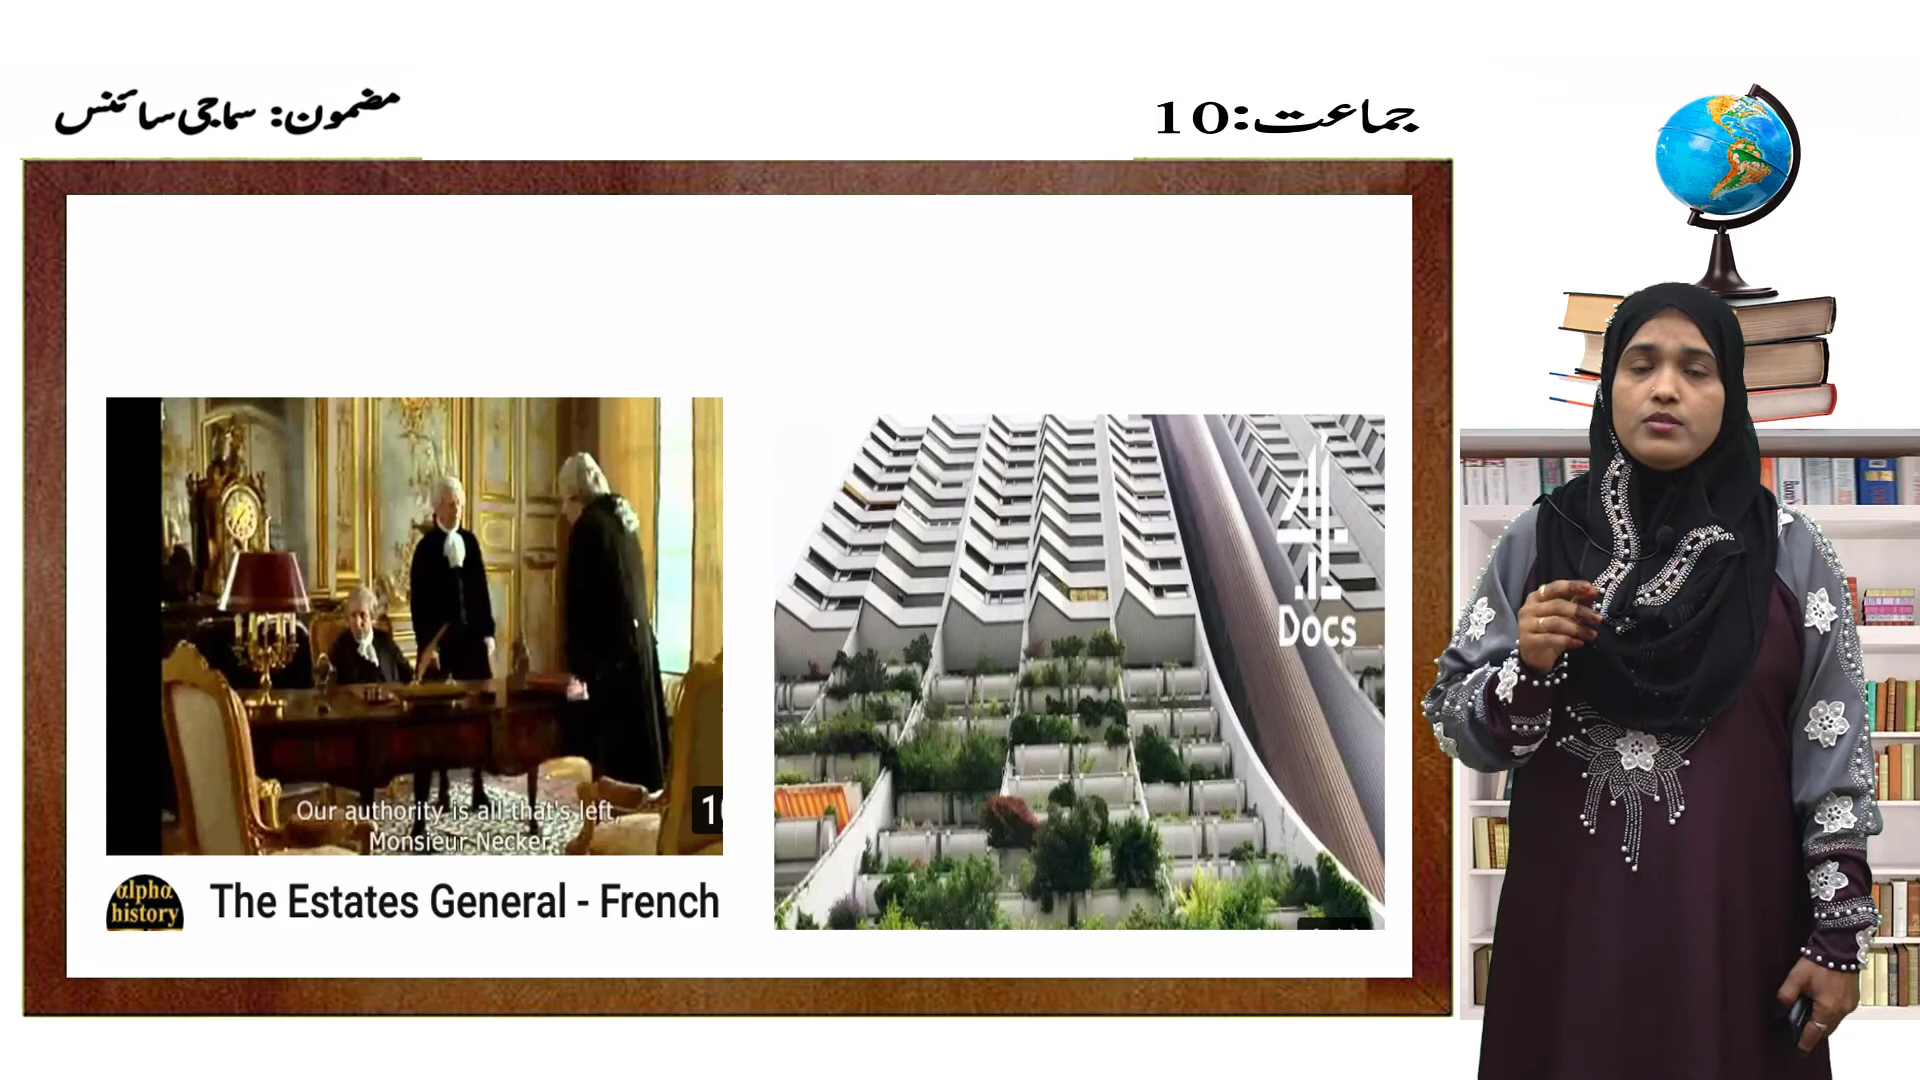 جماعت:10
مضمون: سماجی سائنس
Our authority is all that's left,
Monsieur Necker.
alpha
history
The Estates General - French
4
Docs